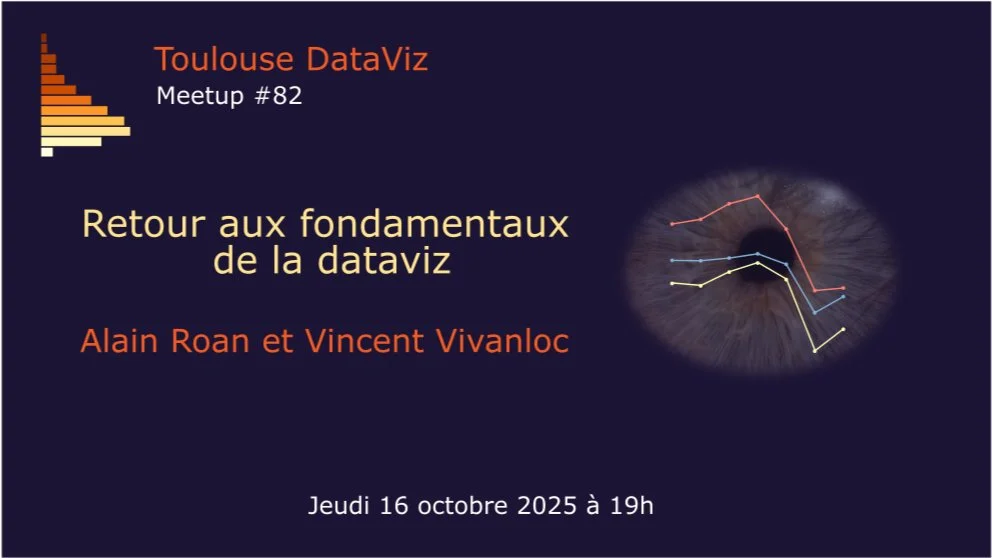 Toulouse DataViz
Meetup #82
Retour aux fondamentaux
de la dataviz
Alain Roan et Vincent Vivanloc
Jeudi 16 octobre 2025 à 19h